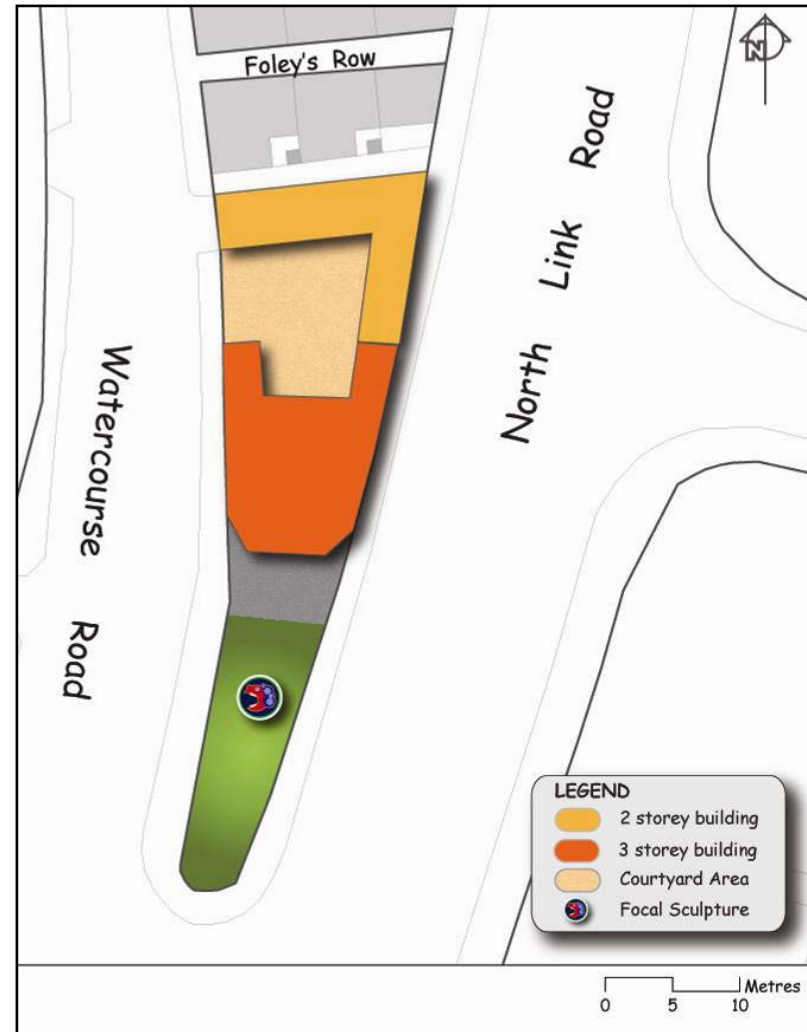 Foley's Row
N
North Link Road
Watercourse Road
LEGEND
2 storey building
3 storey building
Courtyard Area
Focal Sculpture
Metres
0 5 10